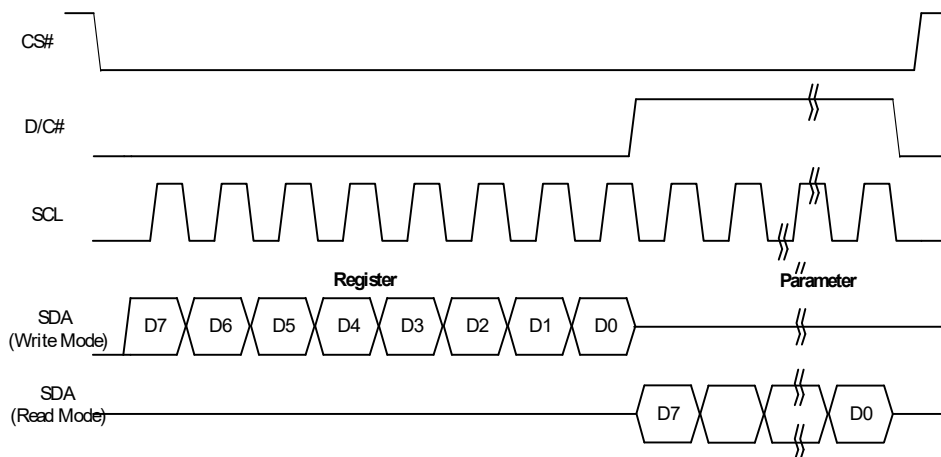 CS#
D/C#
SCL
Register
Parameter
SDA
(Write Mode)
D7 D6 D5 D4 D3 D2 D1 D0
SDA
(Read Mode)
D7 D0